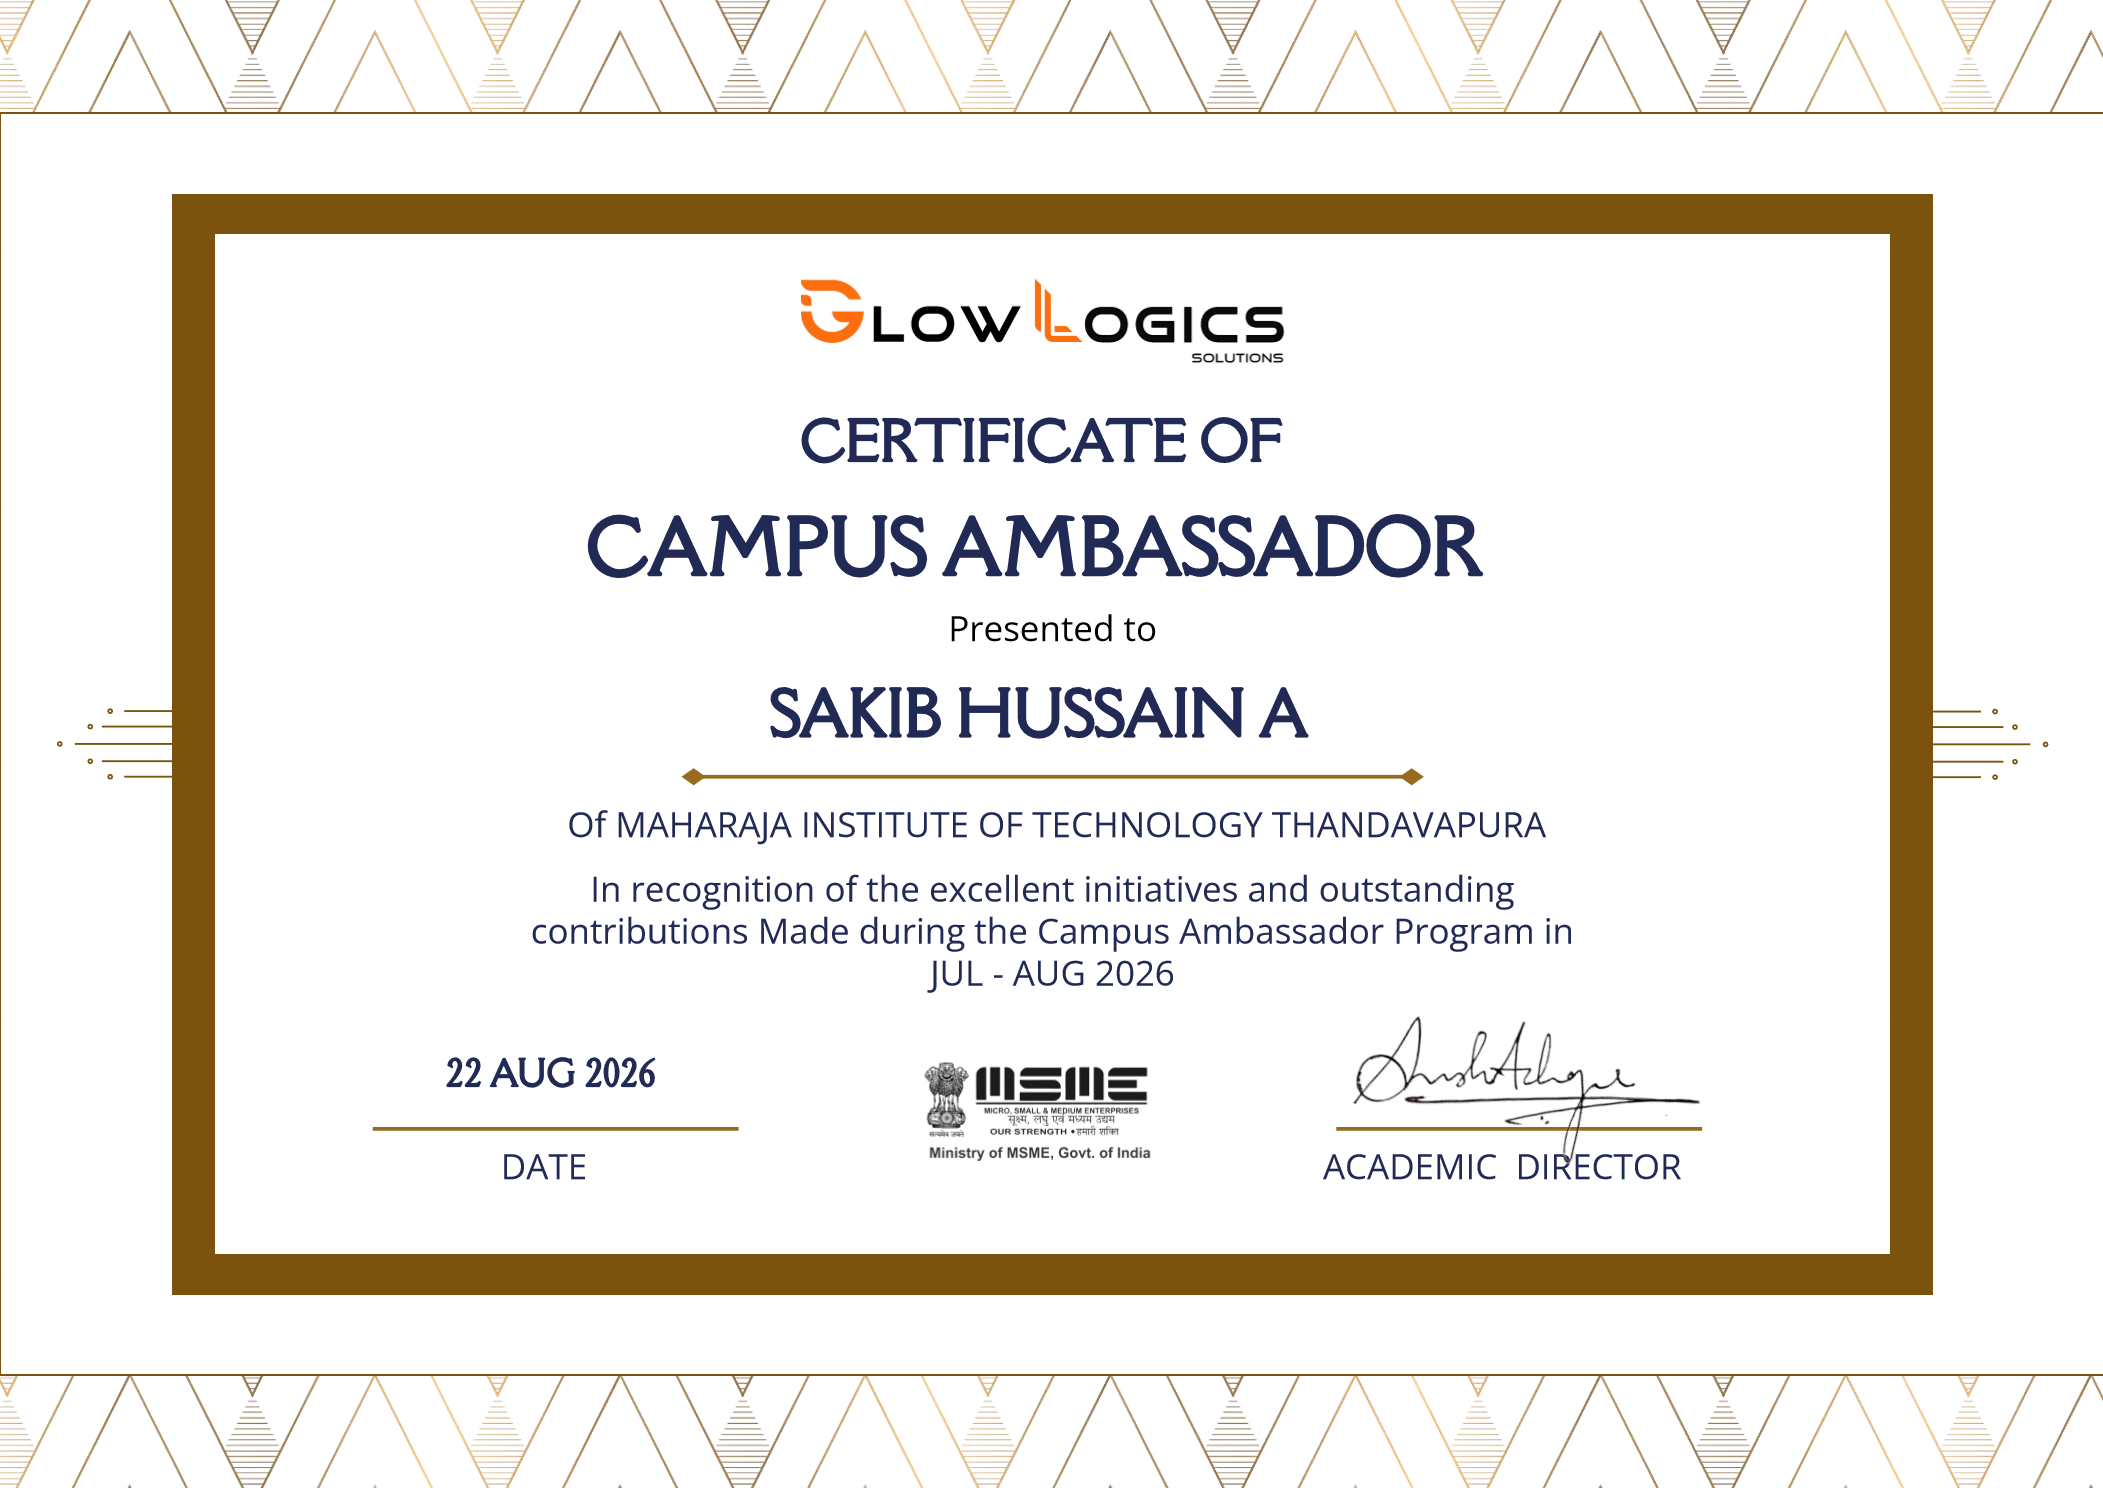 GLOW LOGICS
SOLUTIONS
CERTIFICATE OF
CAMPUS AMBASSADOR
Presented to
SAKIB HUSSAIN A
Of MAHARAJA INSTITUTE OF TECHNOLOGY THANDAVAPURA
In recognition of the excellent initiatives and outstanding
contributions Made during the Campus Ambassador Program in
JUL - AUG 2026
22 AUG 2026
DATE
MSME
MICRO, SMALL & MEDIUM ENTERPRISES
सूक्ष्म, लघु एवं मध्यम उद्यम
OUR STRENGTH • हमारी शक्ति
सत्यमेव जयते
Ministry of MSME, Govt. of India
ACADEMIC DIRECTOR